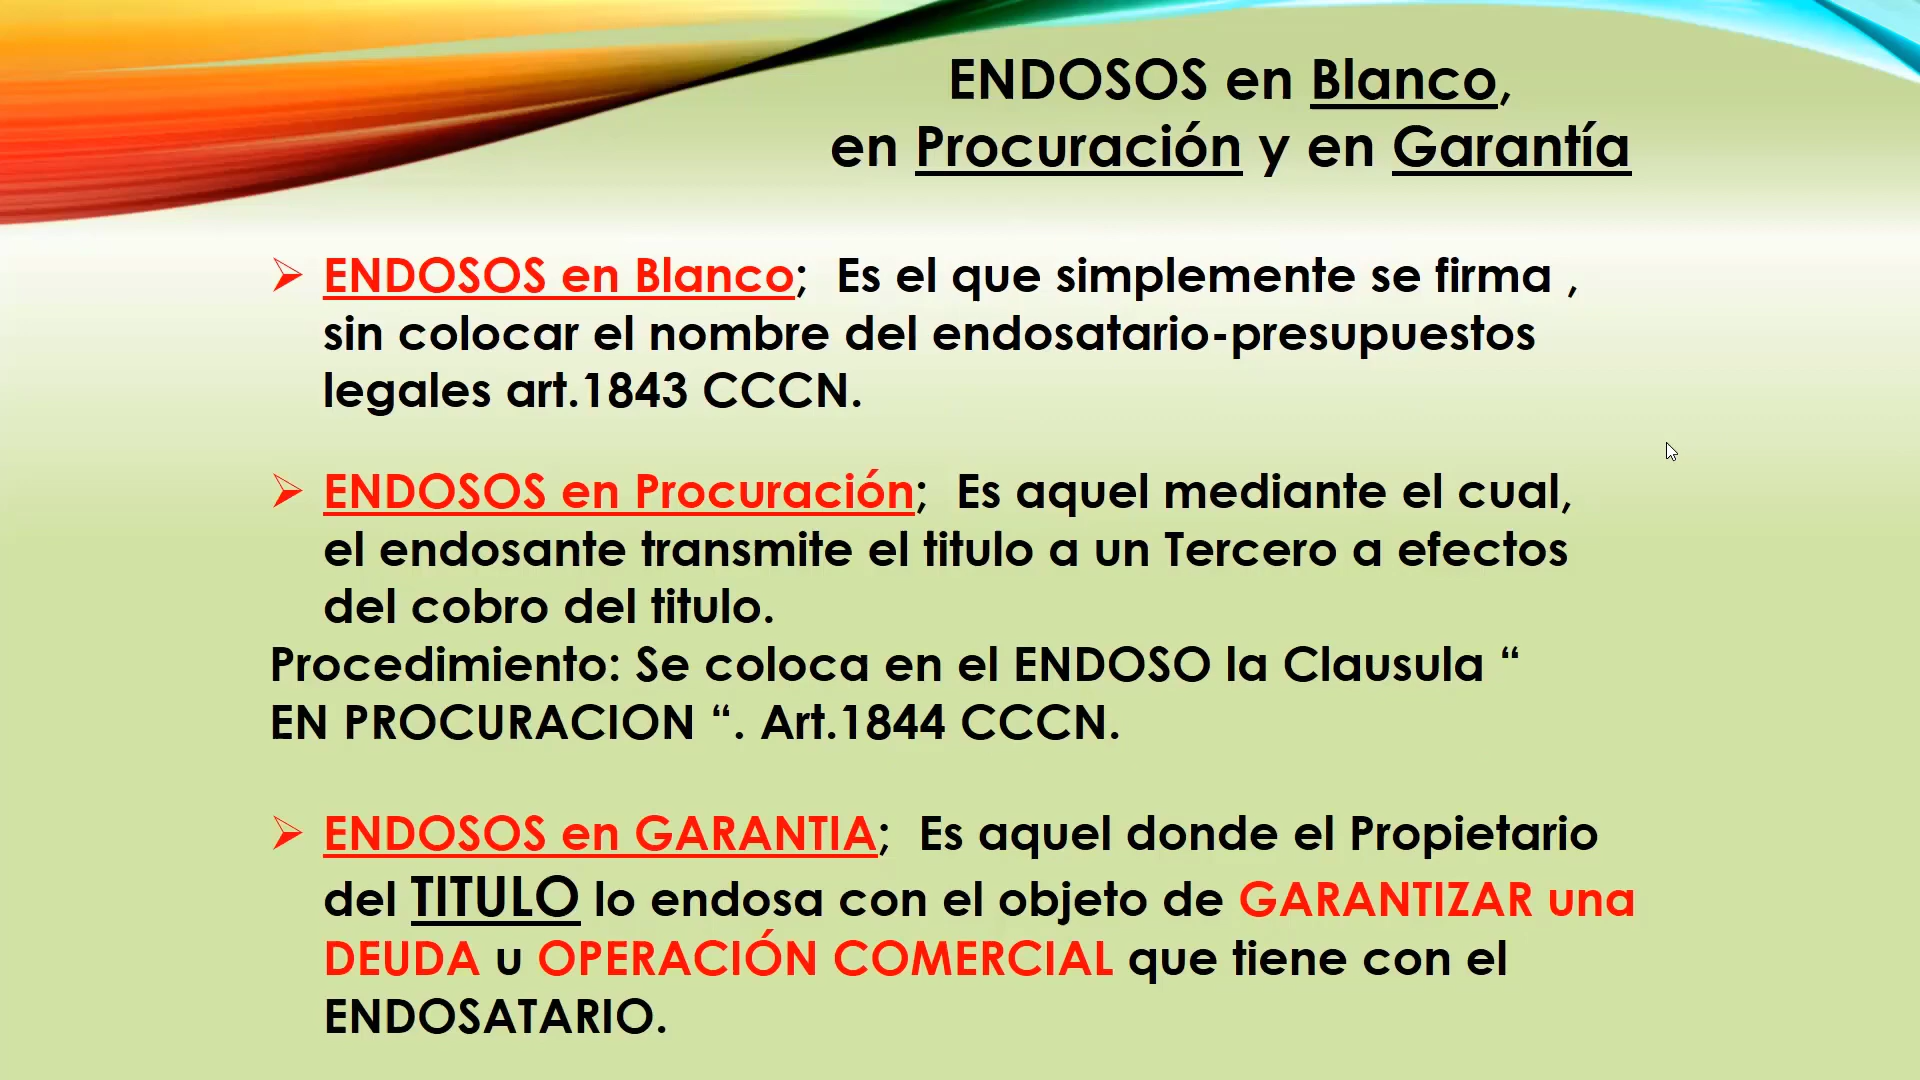 ENDOSOS en Blanco,
en Procuración y en Garantía
➢ ENDOSOS en Blanco;  Es el que simplemente se firma ,
sin colocar el nombre del endosatario-presupuestos
legales art.1843 CCCN.
➢ ENDOSOS en Procuración;  Es aquel mediante el cual,
el endosante transmite el titulo a un Tercero a efectos
del cobro del titulo.
Procedimiento: Se coloca en el ENDOSO la Clausula “
EN PROCURACION “. Art.1844 CCCN.
➢ ENDOSOS en GARANTIA;  Es aquel donde el Propietario
del TITULO lo endosa con el objeto de GARANTIZAR una
DEUDA u OPERACIÓN COMERCIAL que tiene con el
ENDOSATARIO.